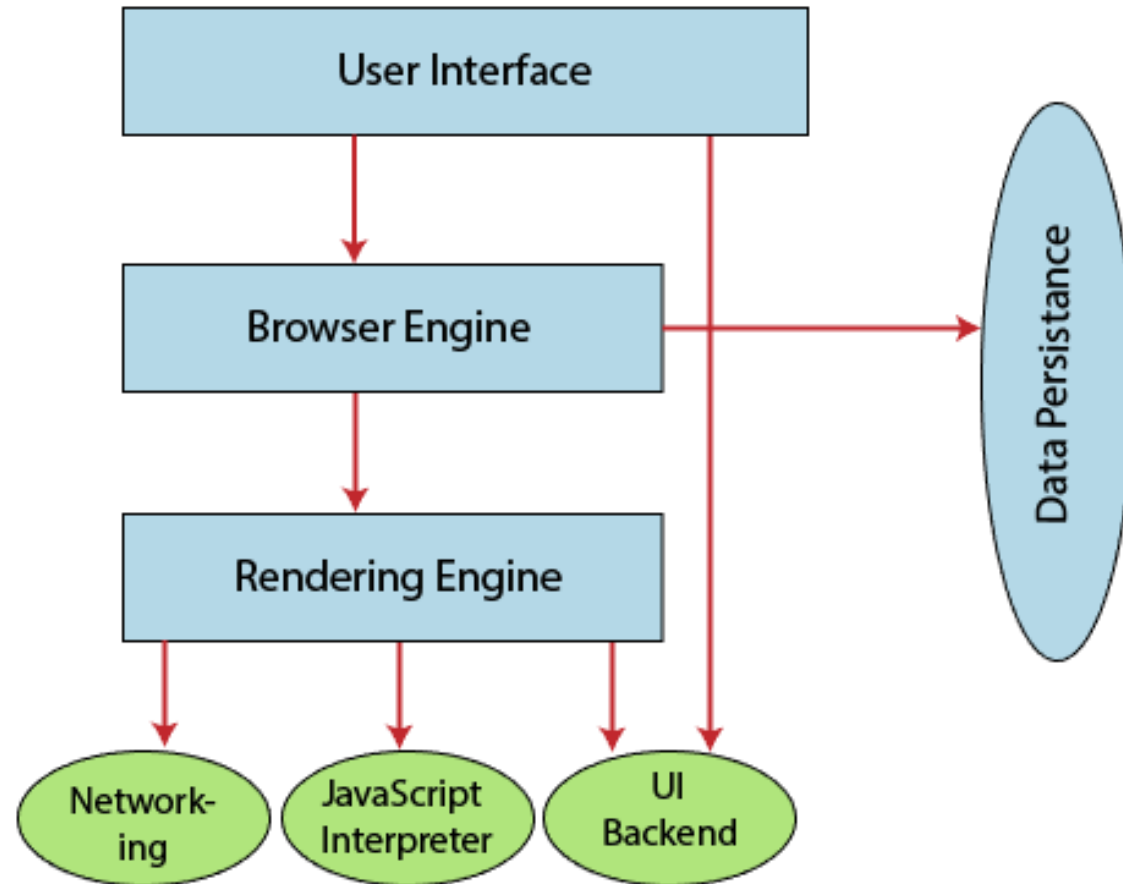 User Interface
Browser Engine
Data Persistance
Rendering Engine
Network-
ing
JavaScript
Interpreter
UI
Backend